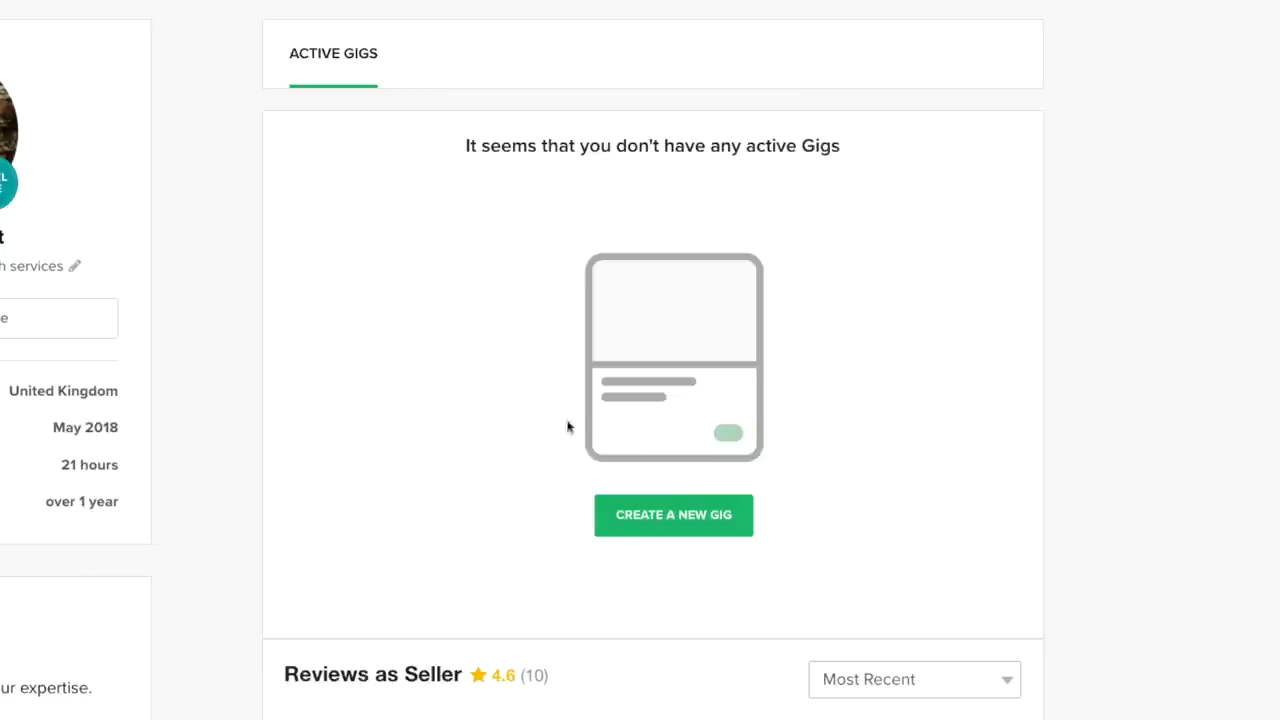 ACTIVE GIGS
It seems that you don't have any active Gigs
services
United Kingdom
May 2018
21 hours
over 1 year
CREATE A NEW GIG
Reviews as Seller 4.6 (10)
Most Recent
expertise.